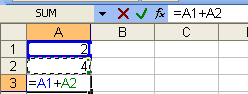 SUM fx =A1+A2
A B C D
1 2
2 4
3 =A1+A2